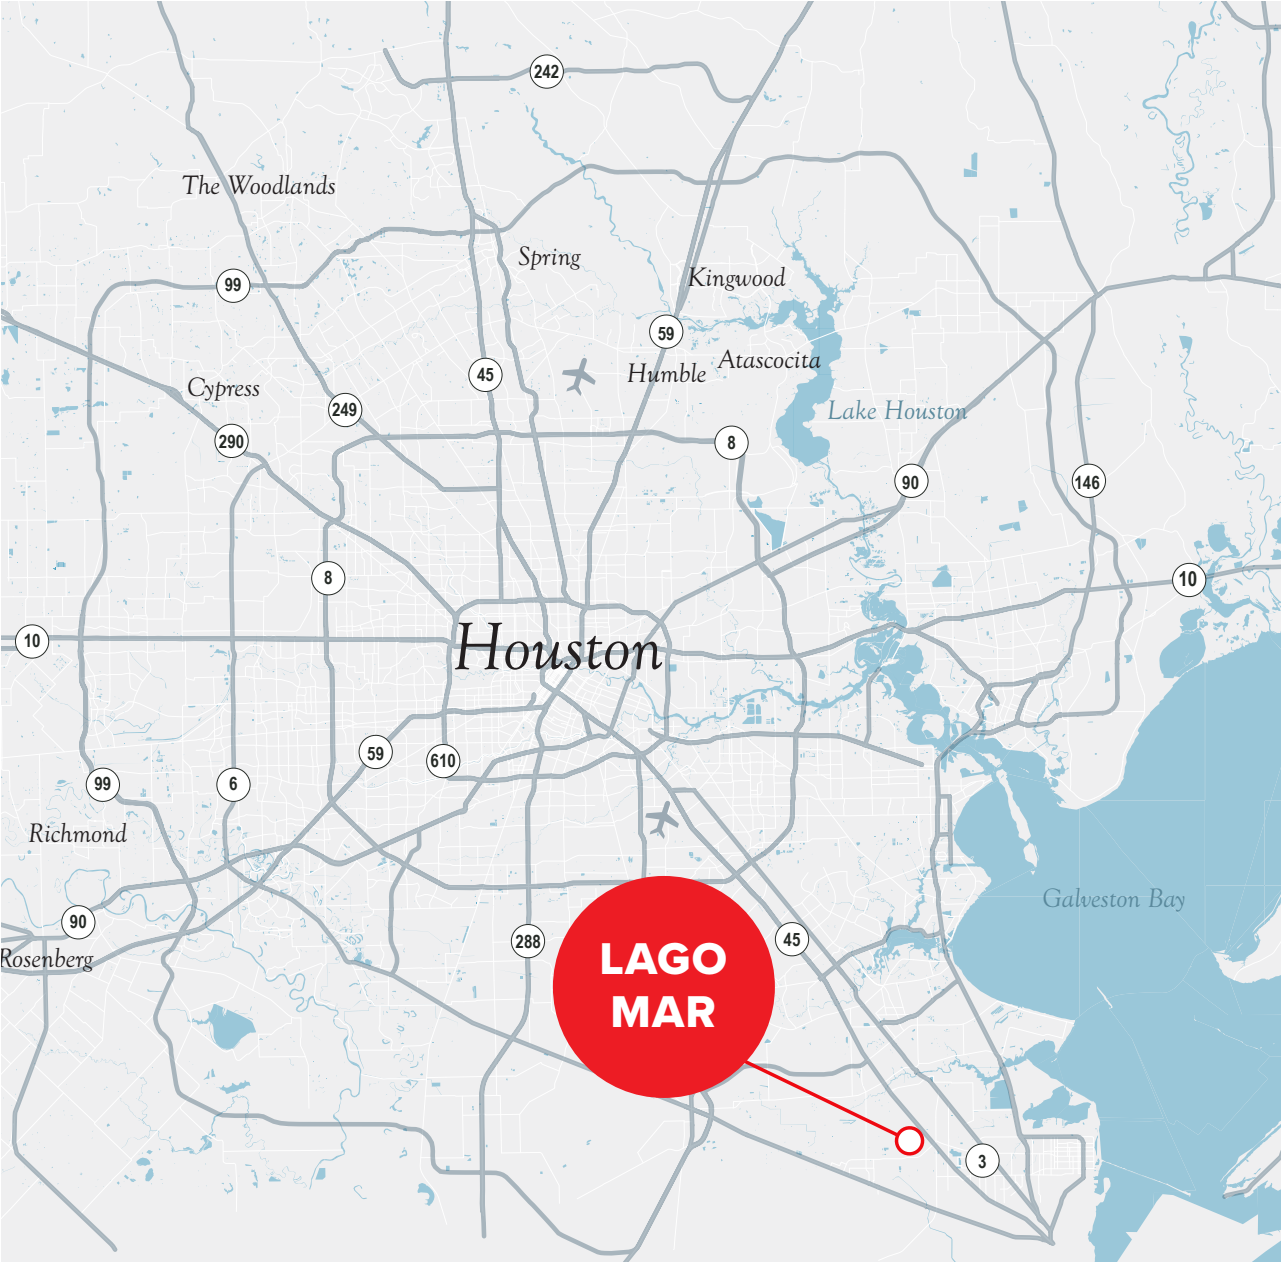 242
The Woodlands
Spring
Kingwood
99
59
Atascocita
Humble
45
Cypress
249
Lake Houston
290
8
90
146
8
10
10
Houston
59
610
99
6
Richmond
Galveston Bay
90
288
45
Rosenberg
LAGO
MAR
3